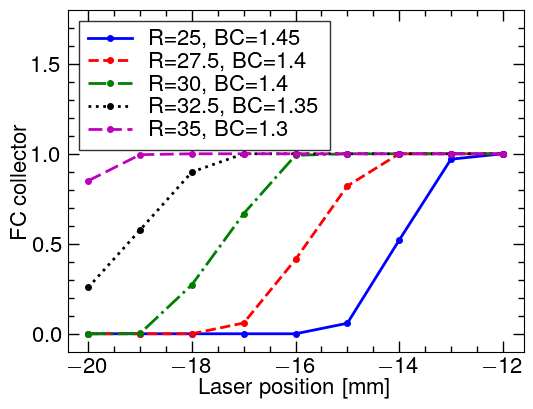 R=25, BC=1.45
R=27.5, BC=1.4
R=30, BC=1.4
R=32.5, BC=1.35
R=35, BC=1.3
FC collector
1.5
1.0
0.5
0.0
−20 −18 −16 −14 −12
Laser position [mm]